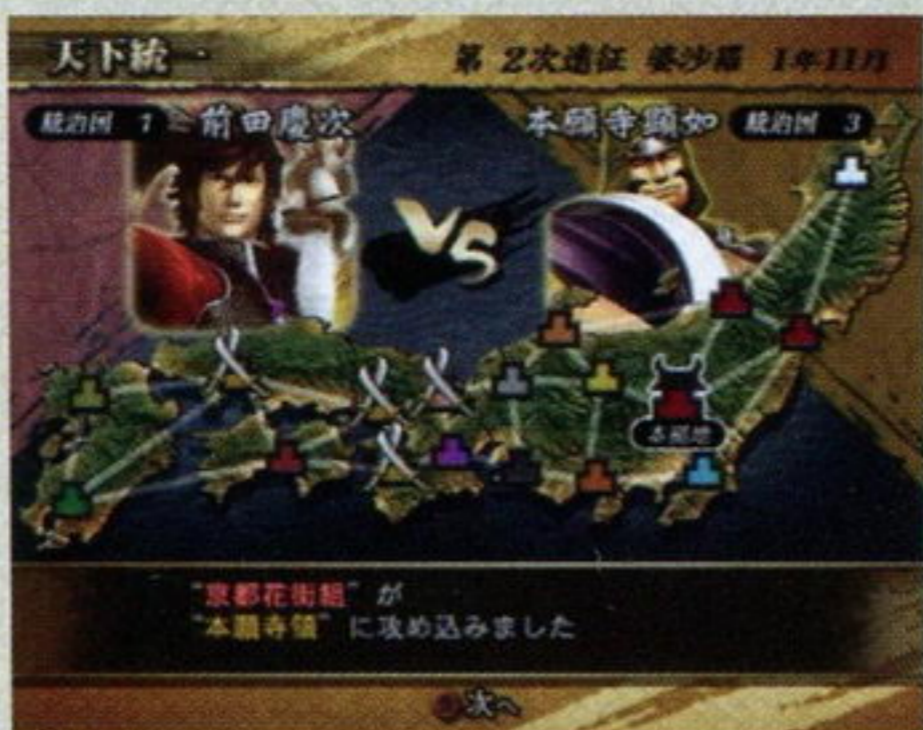 天下統一
第2次遠征 婆沙羅 1年11月
統治国 1 前田慶次
本願寺顕如 統治国 3
VS
本願地
"京都花街組" が
"本願寺領" に攻め込みました
次へ